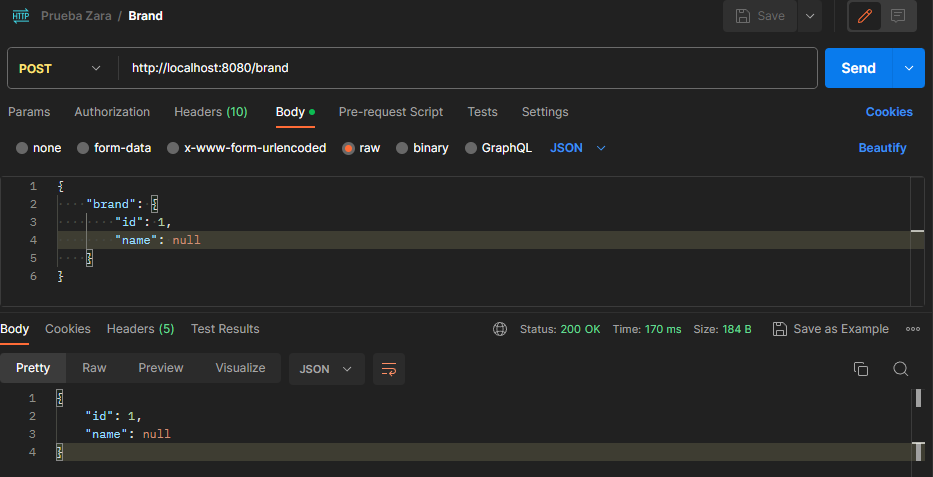 HTTP Prueba Zara / Brand Save
POST http://localhost:8080/brand Send
Params Authorization Headers (10) Body Pre-request Script Tests Settings Cookies
none form-data x-www-form-urlencoded raw binary GraphQL JSON Beautify
1 {
2 "brand": {
3 "id": 1,
4 "name": null
5 }
6 }
Body Cookies Headers (5) Test Results Status: 200 OK Time: 170 ms Size: 184 B Save as Example
Pretty Raw Preview Visualize JSON
1 {
2 "id": 1,
3 "name": null
4 }